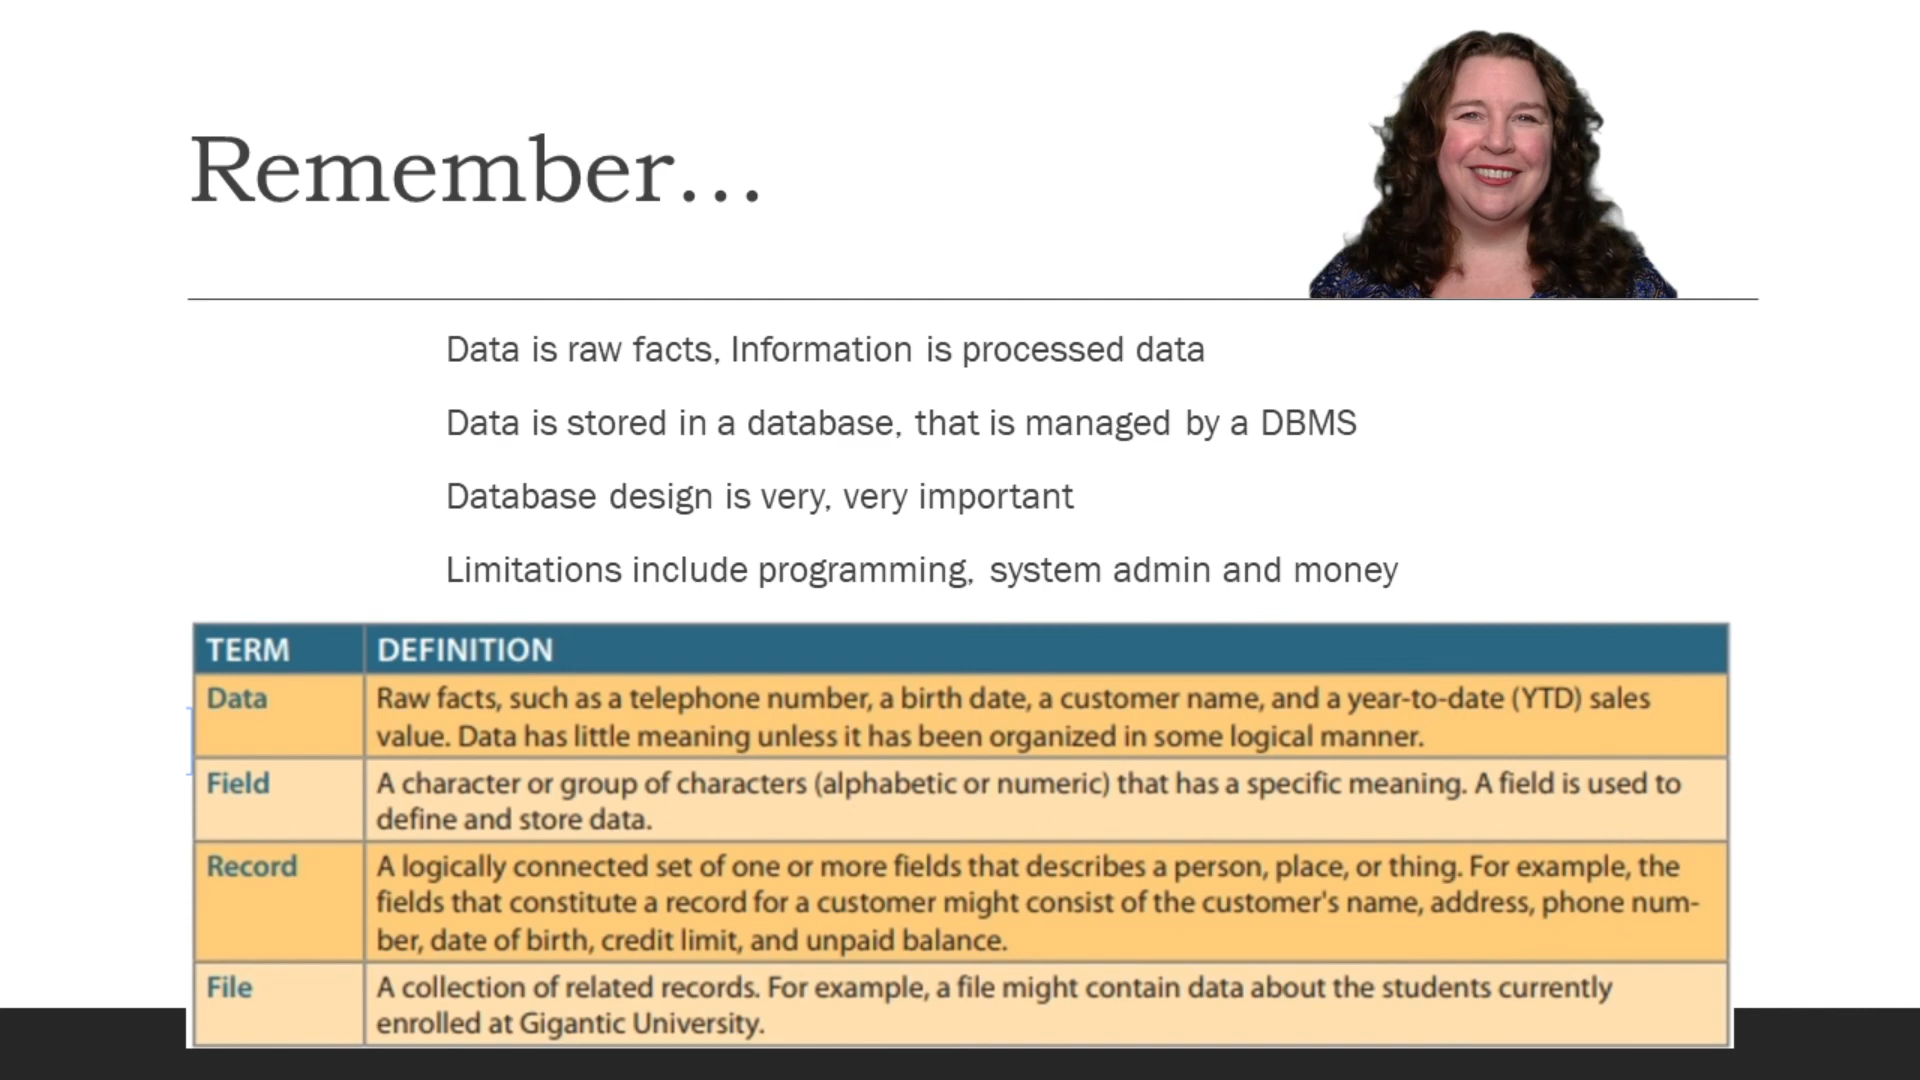 Remember...
Data is raw facts, Information is processed data
Data is stored in a database, that is managed by a DBMS
Database design is very, very important
Limitations include programming, system admin and money
TERM DEFINITION
Data Raw facts, such as a telephone number, a birth date, a customer name, and a year-to-date (YTD) sales
value. Data has little meaning unless it has been organized in some logical manner.
Field A character or group of characters (alphabetic or numeric) that has a specific meaning. A field is used to
define and store data.
Record A logically connected set of one or more fields that describes a person, place, or thing. For example, the
fields that constitute a record for a customer might consist of the customer's name, address, phone num-
ber, date of birth, credit limit, and unpaid balance.
File A collection of related records. For example, a file might contain data about the students currently
enrolled at Gigantic University.